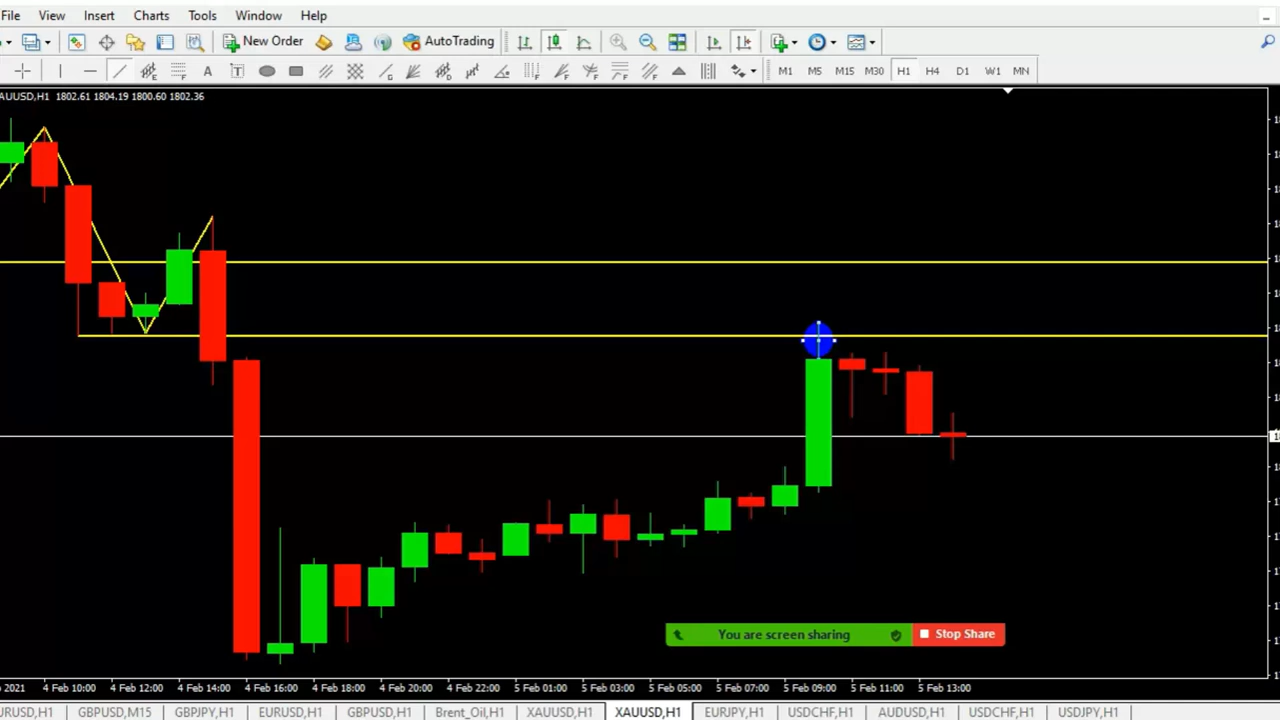 File View Insert Charts Tools Window Help
New Order AutoTrading
A T M1 M5 M15 M30 H1 H4 D1 W1 MN
AUUSD,H1 1802.61 1804.19 1800.60 1802.36
You are screen sharing Stop Share
2021 4 Feb 10:00 4 Feb 12:00 4 Feb 14:00 4 Feb 16:00 4 Feb 18:00 4 Feb 20:00 4 Feb 22:00 5 Feb 01:00 5 Feb 03:00 5 Feb 05:00 5 Feb 07:00 5 Feb 09:00 5 Feb 11:00 5 Feb 13:00
URUSD,H1 GBPUSD,M15 GBPJPY,H1 EURUSD,H1 GBPUSD,H1 Brent_Oil,H1 XAUUSD,H1 XAUUSD,H1 EURJPY,H1 USDCHF,H1 AUDUSD,H1 USDCHF,H1 USDJPY,H1